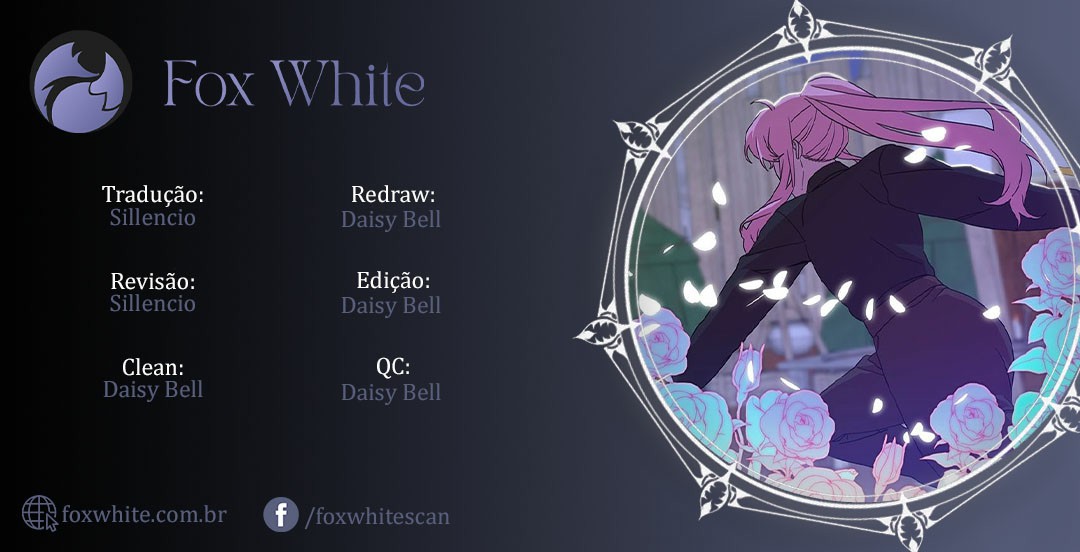 Fox White
Tradução:
Sillencio
Redraw:
Daisy Bell
Revisão:
Sillencio
Edição:
Daisy Bell
Clean:
Daisy Bell
QC:
Daisy Bell
foxwhite.com.br
/foxwhitescan